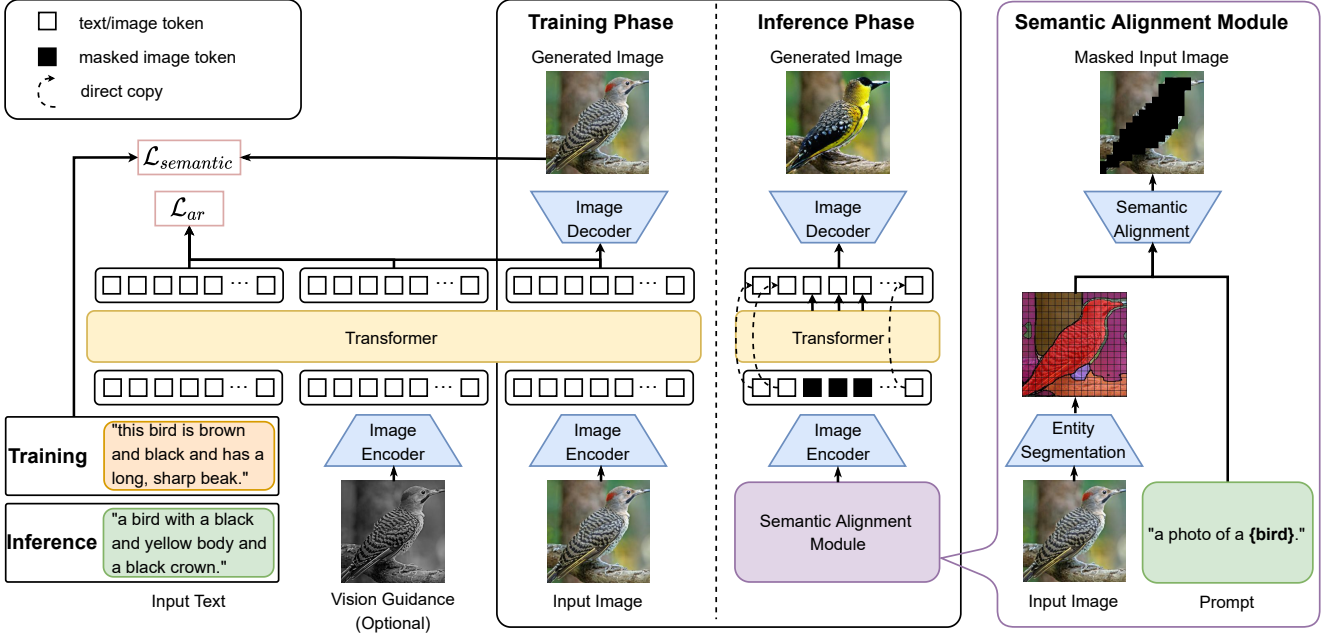 text/image token
masked image token
direct copy
Training Phase
Inference Phase
Semantic Alignment Module
Generated Image
Generated Image
Masked Input Image
ℒsemantic
ℒar
Image
Decoder
Image
Decoder
Semantic
Alignment
...
...
...
...
Transformer
Transformer
...
...
...
...
Training
"this bird is brown
and black and has a
long, sharp beak."
Inference
"a bird with a black
and yellow body and
a black crown."
Input Text
Image
Encoder
Vision Guidance
(Optional)
Image
Encoder
Input Image
Image
Encoder
Semantic Alignment
Module
Entity
Segmentation
Input Image
"a photo of a {bird}."
Prompt